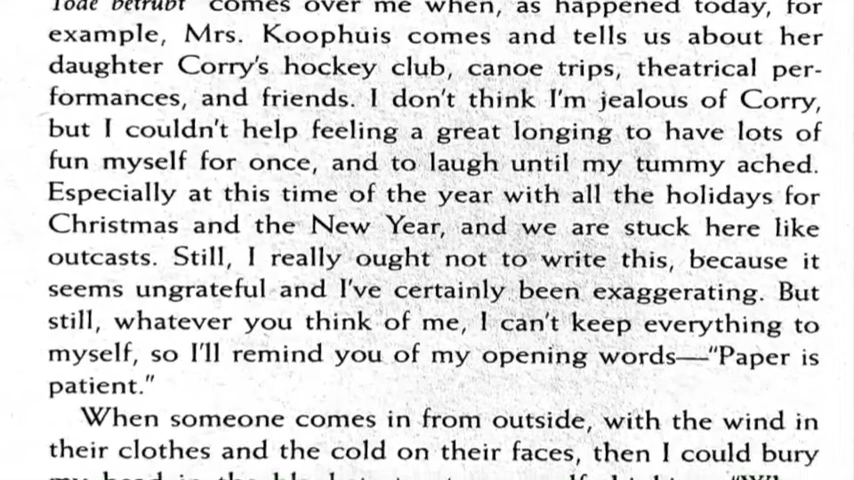 Tode betrübt" comes over me when, as happened today, for
example, Mrs. Koophuis comes and tells us about her
daughter Corry's hockey club, canoe trips, theatrical per-
formances, and friends. I don't think I'm jealous of Corry,
but I couldn't help feeling a great longing to have lots of
fun myself for once, and to laugh until my tummy ached.
Especially at this time of the year with all the holidays for
Christmas and the New Year, and we are stuck here like
outcasts. Still, I really ought not to write this, because it
seems ungrateful and I've certainly been exaggerating. But
still, whatever you think of me, I can't keep everything to
myself, so I'll remind you of my opening words—"Paper is
patient."
When someone comes in from outside, with the wind in
their clothes and the cold on their faces, then I could bury